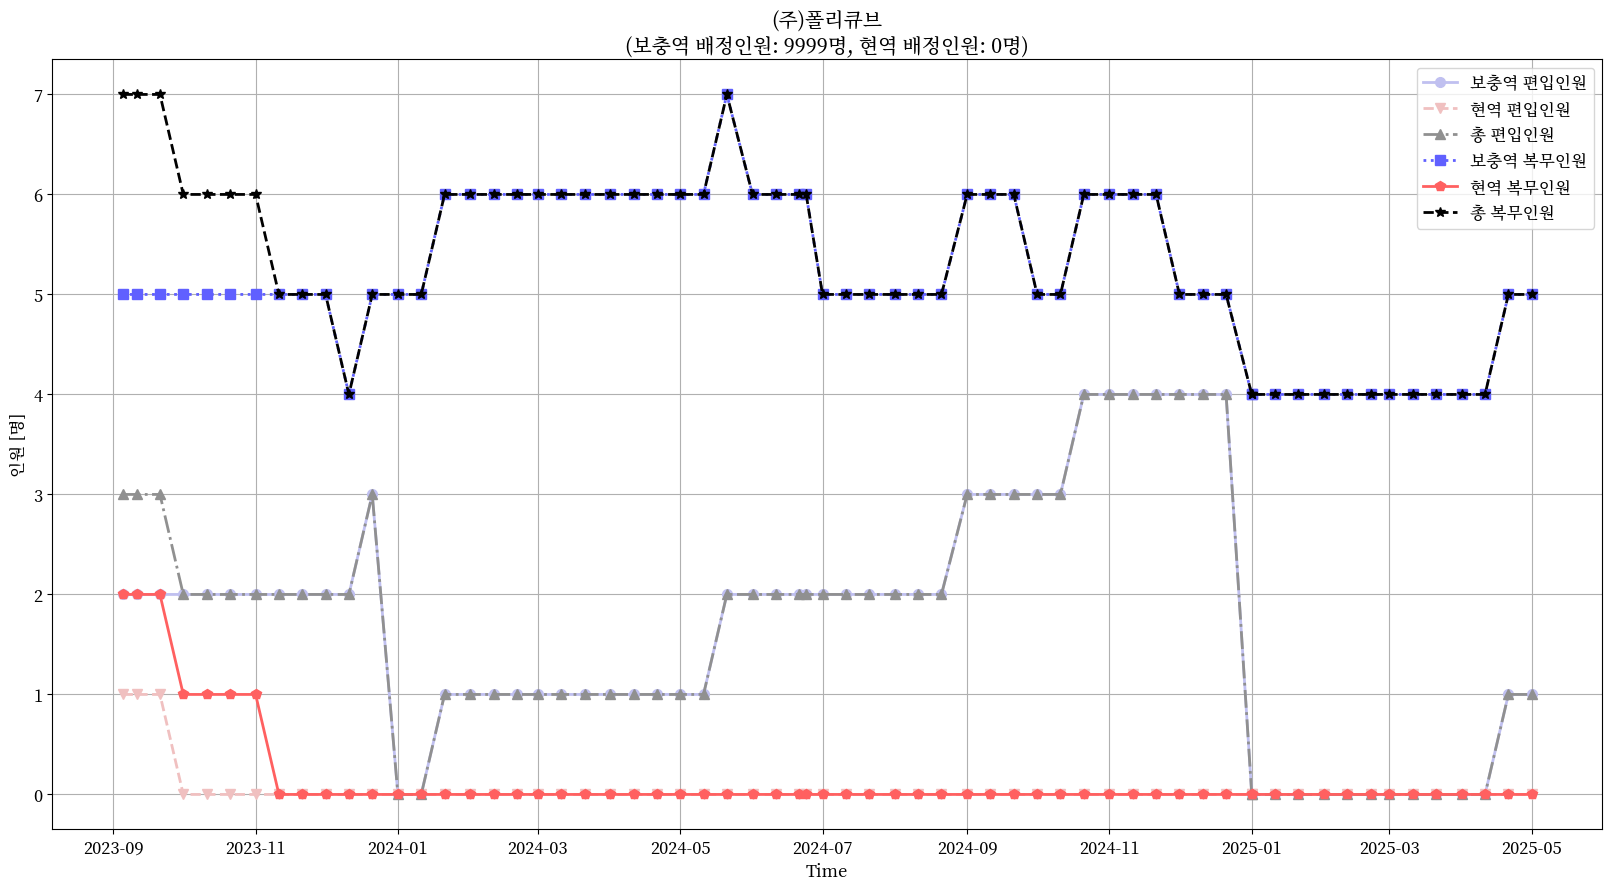 (주)폴리큐브
(보충역 배정인원: 9999명, 현역 배정인원: 0명)
보충역 편입인원
현역 편입인원
총 편입인원
보충역 복무인원
현역 복무인원
총 복무인원
인원 [명]
7
6
5
4
3
2
1
0
2023-09 2023-11 2024-01 2024-03 2024-05 2024-07 2024-09 2024-11 2025-01 2025-03 2025-05
Time